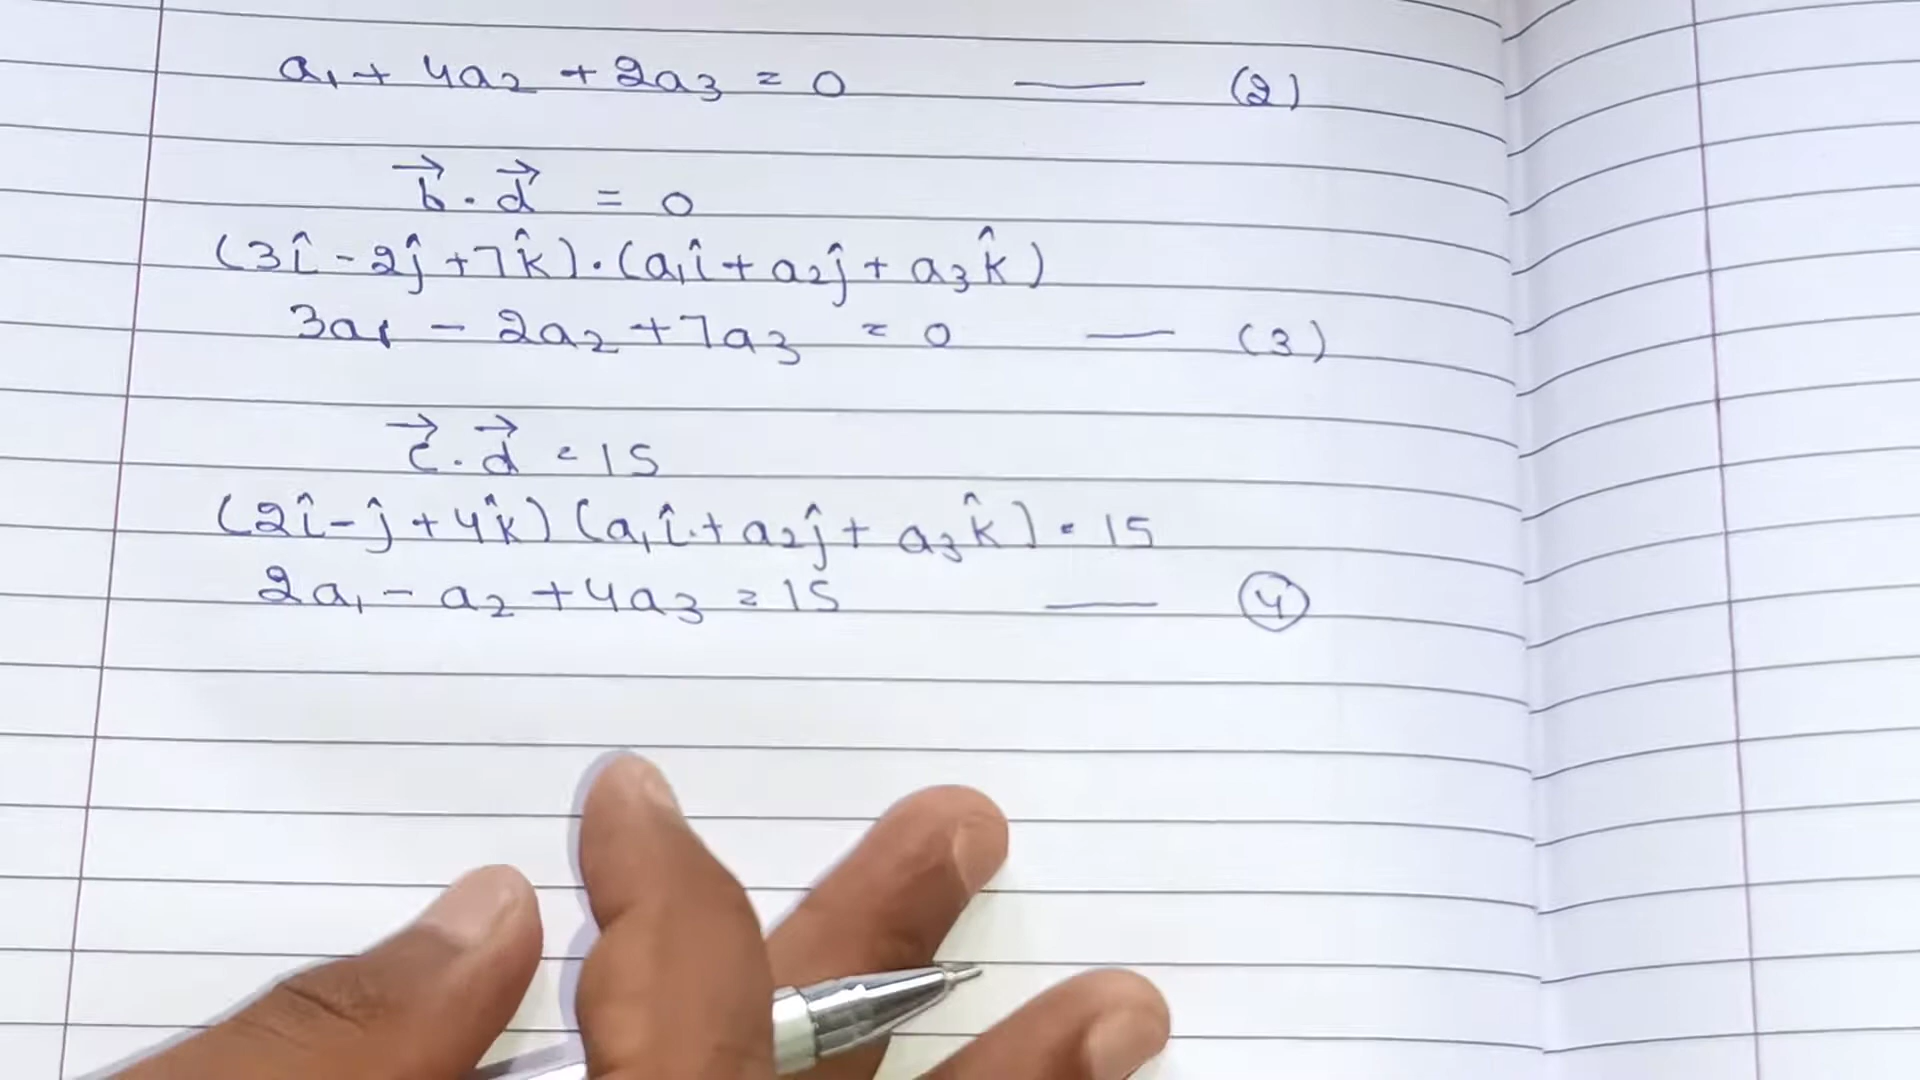 a₁ + 4a₂ + 2a₃ = 0 —— (2)
b⃗ · d⃗ = 0
(3î - 2ĵ + 7k̂) · (a₁î + a₂ĵ + a₃k̂)
3a₁ - 2a₂ + 7a₃ = 0 —— (3)
c⃗ · d⃗ = 15
(2î - ĵ + 4k̂) (a₁î + a₂ĵ + a₃k̂) = 15
2a₁ - a₂ + 4a₃ = 15 —— ④